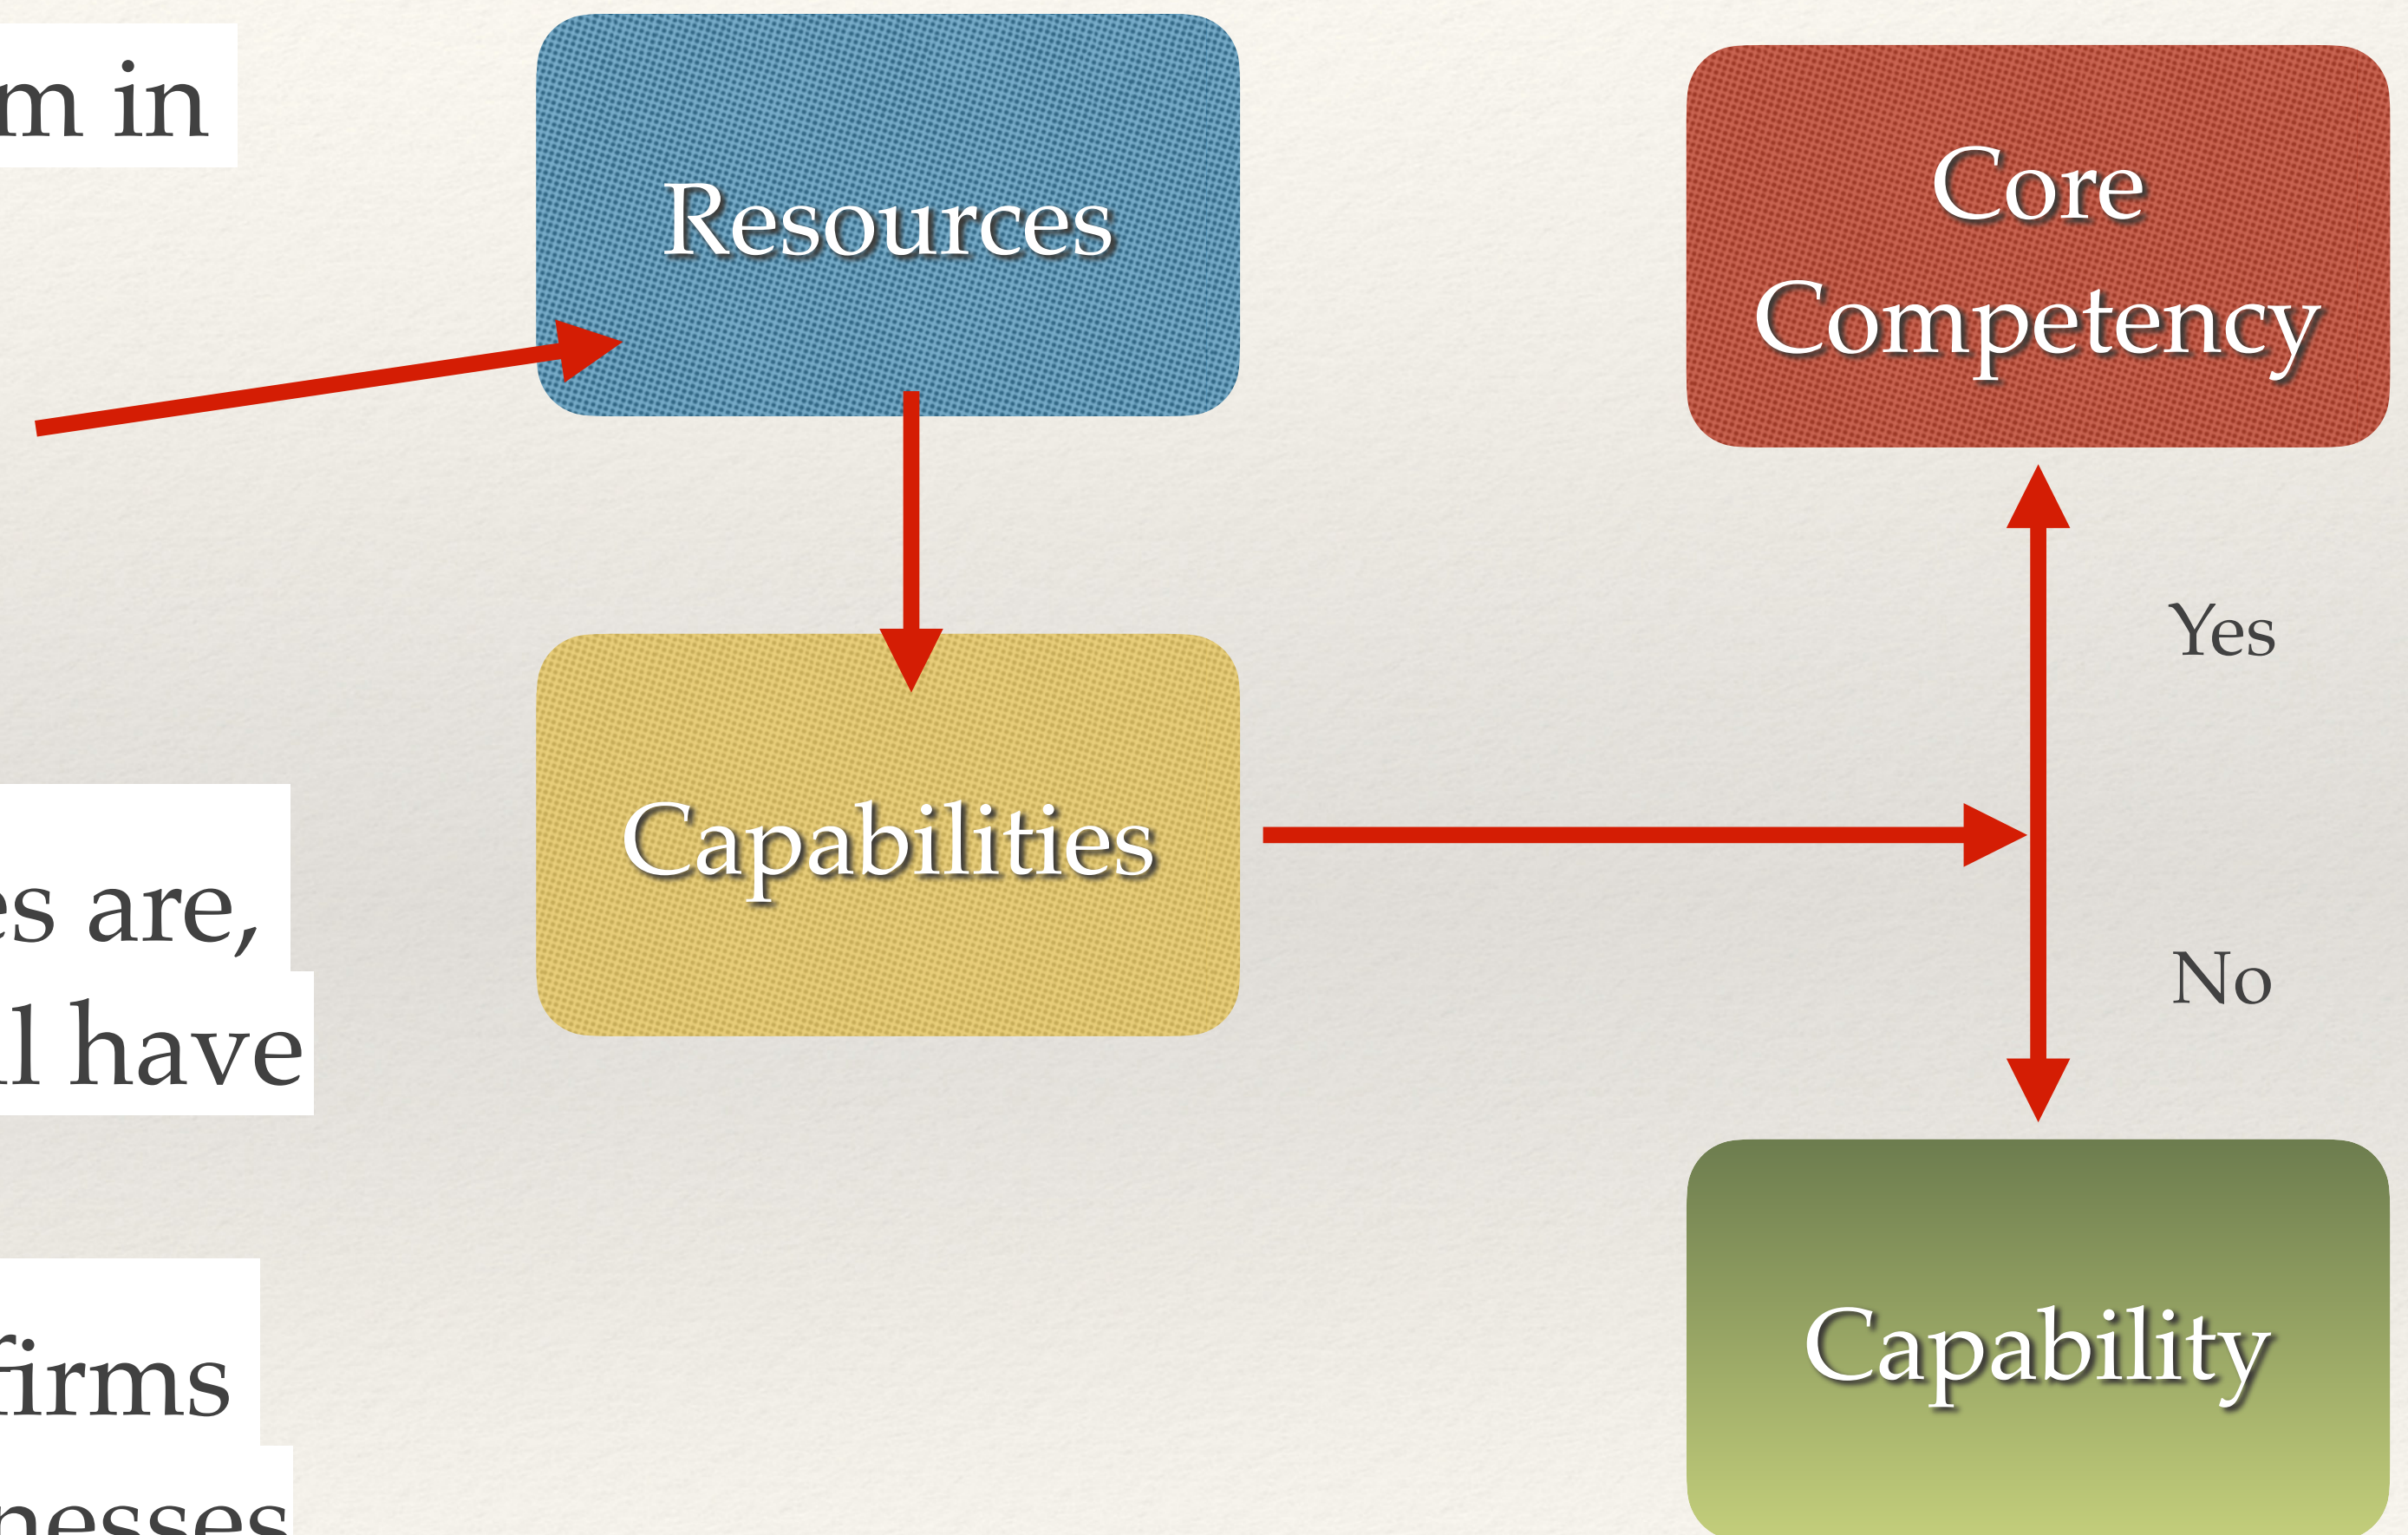 m in
es are,
l have
firms
nesses
Resources
Capabilities
Core
Competency
Yes
No
Capability